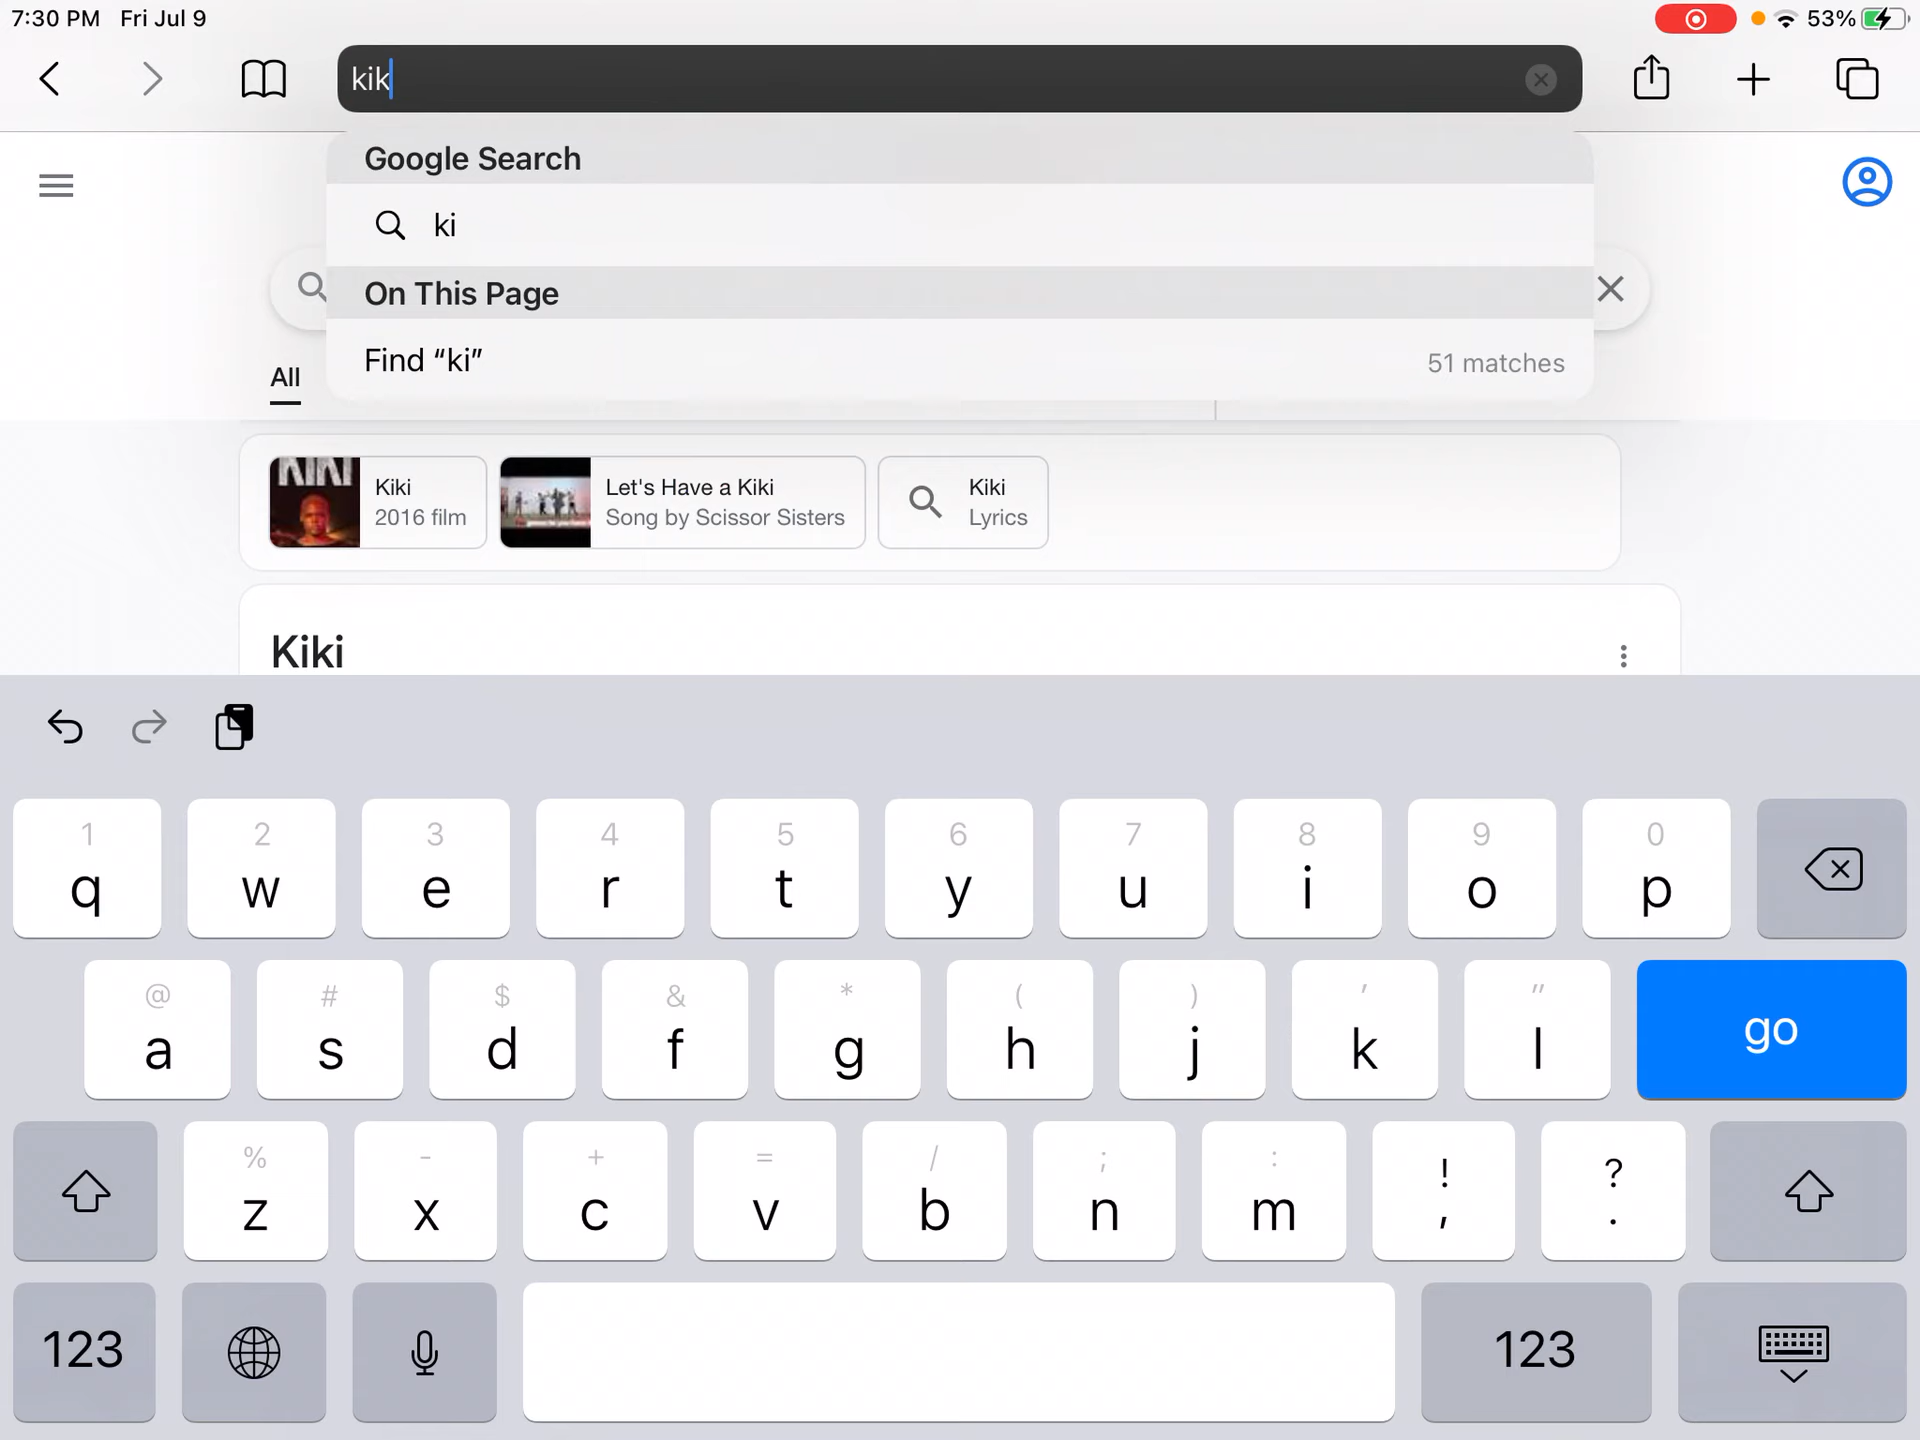 7:30 PM Fri Jul 9
53%
kik
Google Search
ki
On This Page
Find “ki”
51 matches
All
KIKI
Kiki
2016 film
Let's Have a Kiki
Song by Scissor Sisters
Kiki
Lyrics
Kiki
1 2 3 4 5 6 7 8 9 0
q w e r t y u i o p
@ # $ & * ( ) ' "
a s d f g h j k l
go
% - + = / ; : ! ?
z x c v b n m , .
123
123